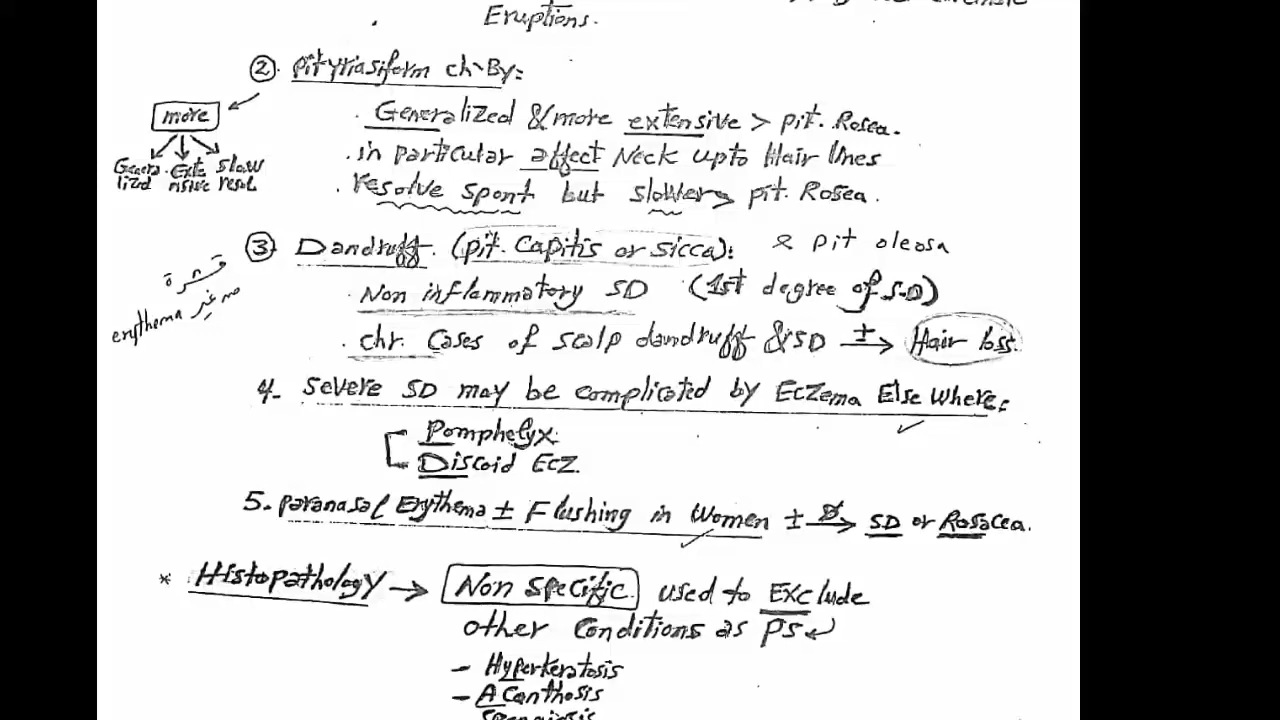 Eruptions.
② pityriasiform ch By:
more
Genera lized
Exte nsive
Slow resol
. Generalized & more extensive > pit. Rosea.
. in particular affect Neck upto Hair lines
. resolve spont but slower > pit. Rosea.
③ Dandruff. (pit. Capitis or Sicca): & pit oleosa
قشرة
من غير erythema
. Non inflammatory SD (1st degree of S.D)
. chr. Cases of scalp dandruff & SD ± → Hair loss.
4. Severe SD may be complicated by Eczema Else Where:
Pomphelyx.
Discoid Ecz.
5. paranasal Erythema ± Flushing in Women ± → SD or Rosacea.
* Histopathology → Non Specific. used to Exclude
other Conditions as PS
- Hyperkeratosis
- Acanthosis